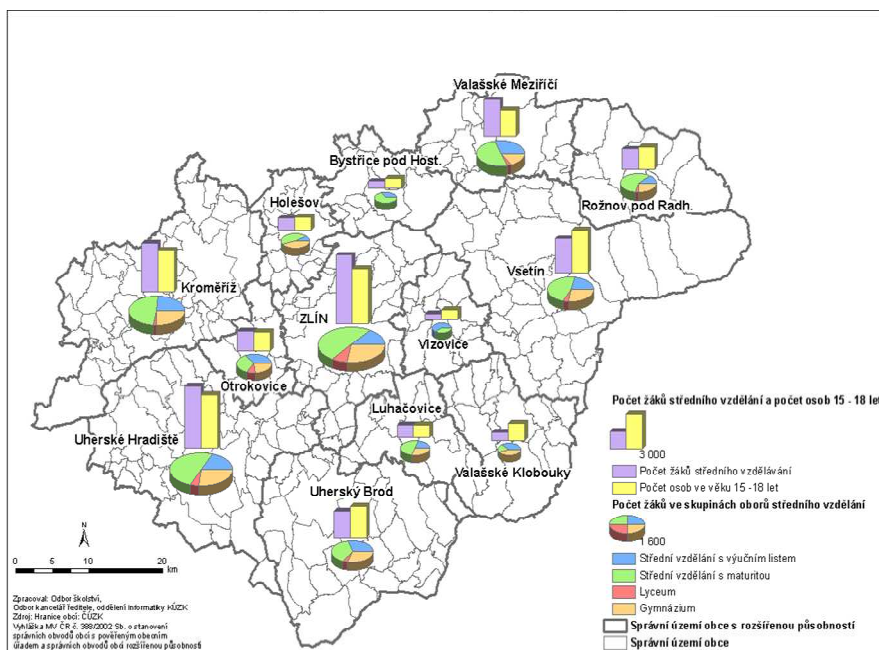 Valašské Meziříčí
Bystřice pod Host.
Rožnov pod Radh.
Holešov
Vsetín
Kroměříž
ZLÍN
Vizovice
Otrokovice
Luhačovice
Uherské Hradiště
Valašské Klobouky
Uherský Brod
N
0 5 10 20
km
Zpracoval: Odbor školství,
Odbor kancelář ředitele, oddělení informatiky KÚZK
Zdroj: Hranice obcí: ČÚZK
Vyhláška MV ČR č. 388/2002 Sb. o stanovení
správních obvodů obcí s pověřeným obecním
úřadem a správních obvodů obcí rozšířenou působností
Počet žáků středního vzdělání a počet osob 15 - 18 let
3 000
Počet žáků středního vzdělávání
Počet osob ve věku 15 -18 let
Počet žáků ve skupinách oborů středního vzdělání
1 600
Střední vzdělání s výučním listem
Střední vzdělání s maturitou
Lyceum
Gymnázium
Správní území obce s rozšířenou působností
Správní území obce